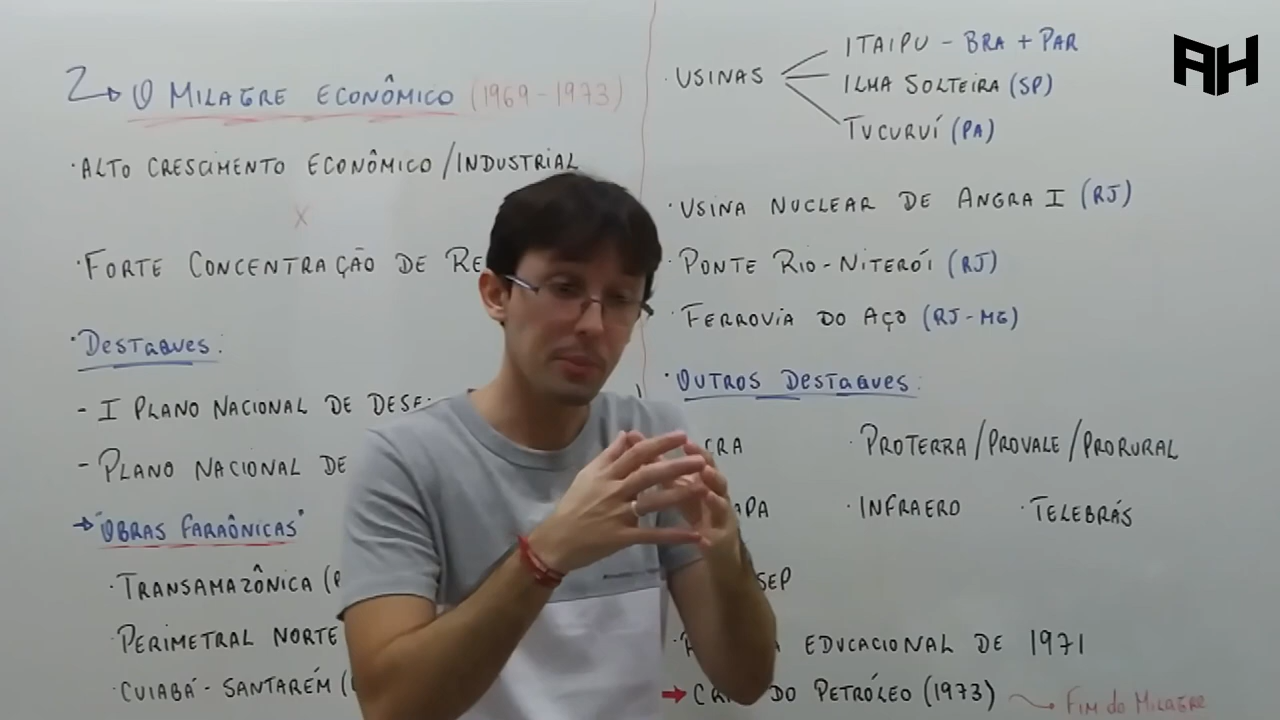 2 → O MILAGRE ECONÔMICO (1969-1973)
· ALTO CRESCIMENTO ECONÔMICO/INDUSTRIAL
X
· FORTE CONCENTRAÇÃO DE
· DESTAQUES:
- I PLANO NACIONAL DE
- PLANO NACIONAL DE
→ "OBRAS FARAÔNICAS"
· TRANSAMAZÔNICA
· PERIMETRAL NORTE
· CUIABÁ-SANTARÉM
· USINAS
ITAIPU - BRA + PAR
ILHA SOLTEIRA (SP)
TUCURUÍ (PA)
· USINA NUCLEAR DE ANGRA I (RJ)
· PONTE RIO-NITERÓI (RJ)
· FERROVIA DO AÇO (RJ-MG)
· OUTROS DESTAQUES:
· PROTERRA/PROVALE/PRORURAL
· INFRAERO · TELEBRÁS
EDUCACIONAL DE 1971
→ DO PETRÓLEO (1973) → FIM do MILAGRE
AH